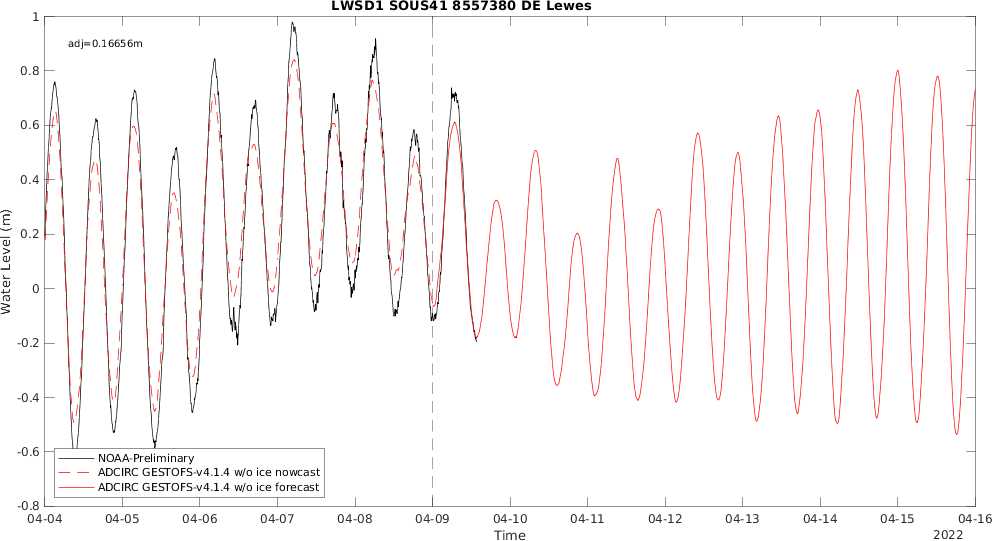 LWSD1 SOUS41 8557380 DE Lewes
adj=0.16656m
1
0.8
0.6
0.4
0.2
0
-0.2
-0.4
-0.6
-0.8
Water Level (m)
NOAA-Preliminary
ADCIRC GESTOFS-v4.1.4 w/o ice nowcast
ADCIRC GESTOFS-v4.1.4 w/o ice forecast
04-04 04-05 04-06 04-07 04-08 04-09 04-10 04-11 04-12 04-13 04-14 04-15 04-16
Time
2022